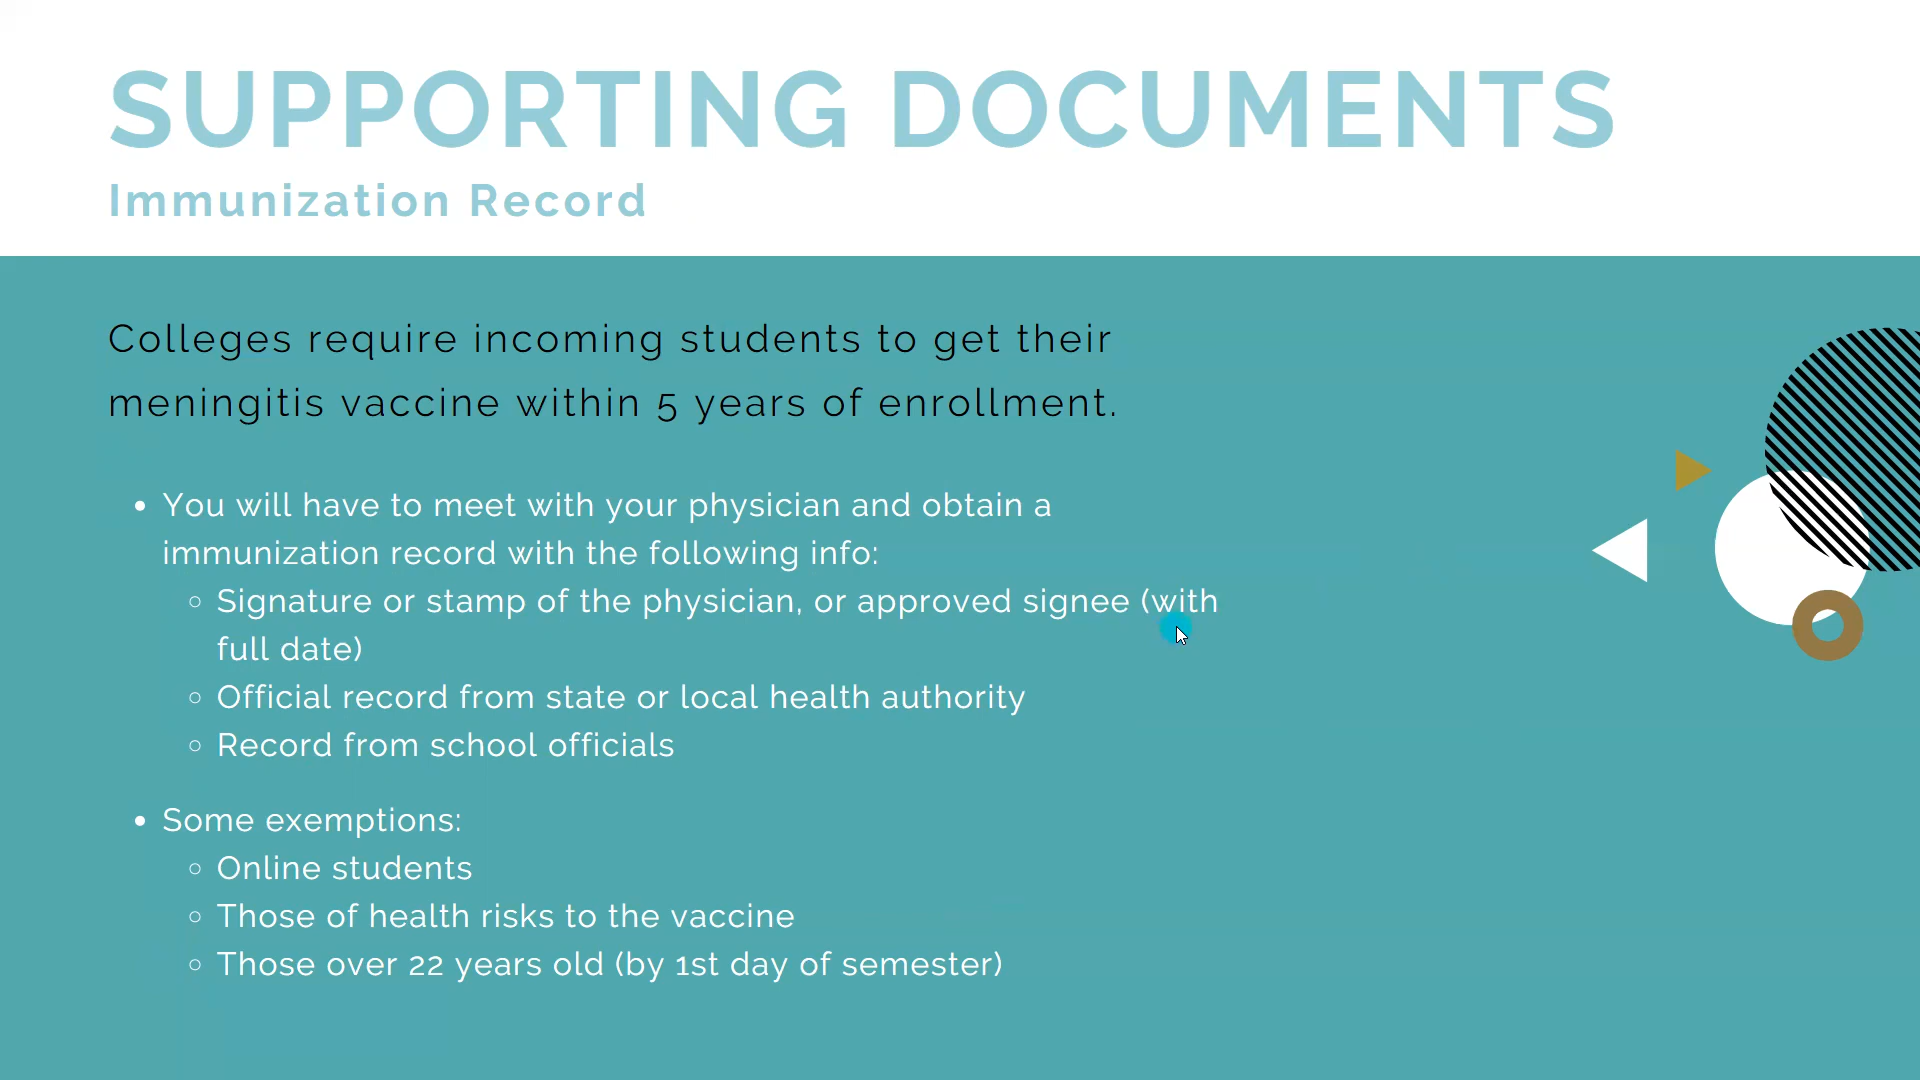 SUPPORTING DOCUMENTS
Immunization Record
Colleges require incoming students to get their
meningitis vaccine within 5 years of enrollment.
• You will have to meet with your physician and obtain a
immunization record with the following info:
◦ Signature or stamp of the physician, or approved signee (with
full date)
◦ Official record from state or local health authority
◦ Record from school officials
• Some exemptions:
◦ Online students
◦ Those of health risks to the vaccine
◦ Those over 22 years old (by 1st day of semester)